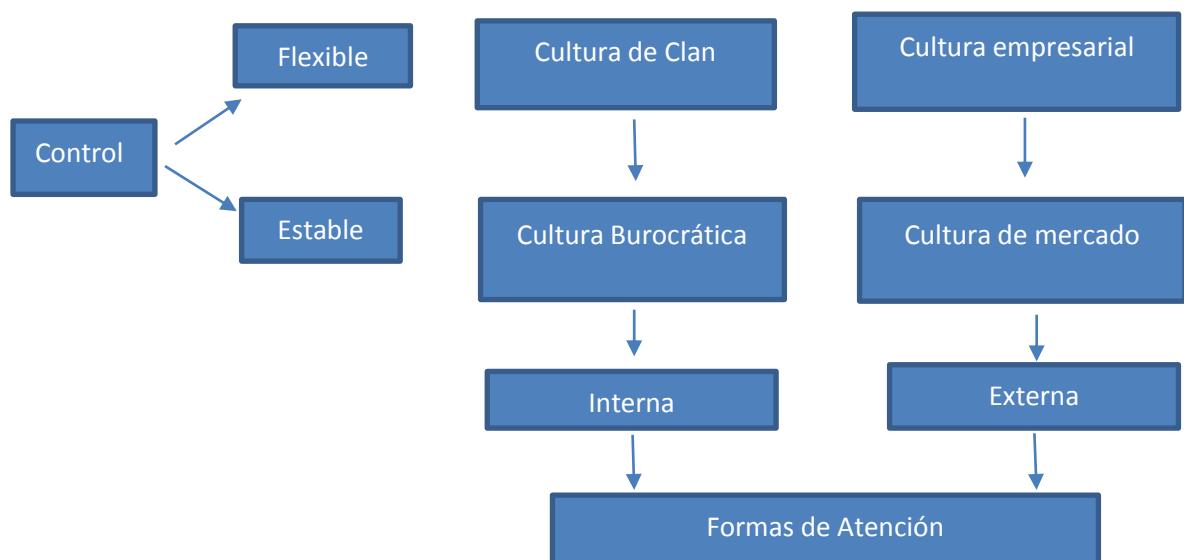 Flexible
Cultura de Clan
Cultura empresarial
Control
Estable
Cultura Burocrática
Cultura de mercado
Interna
Externa
Formas de Atención